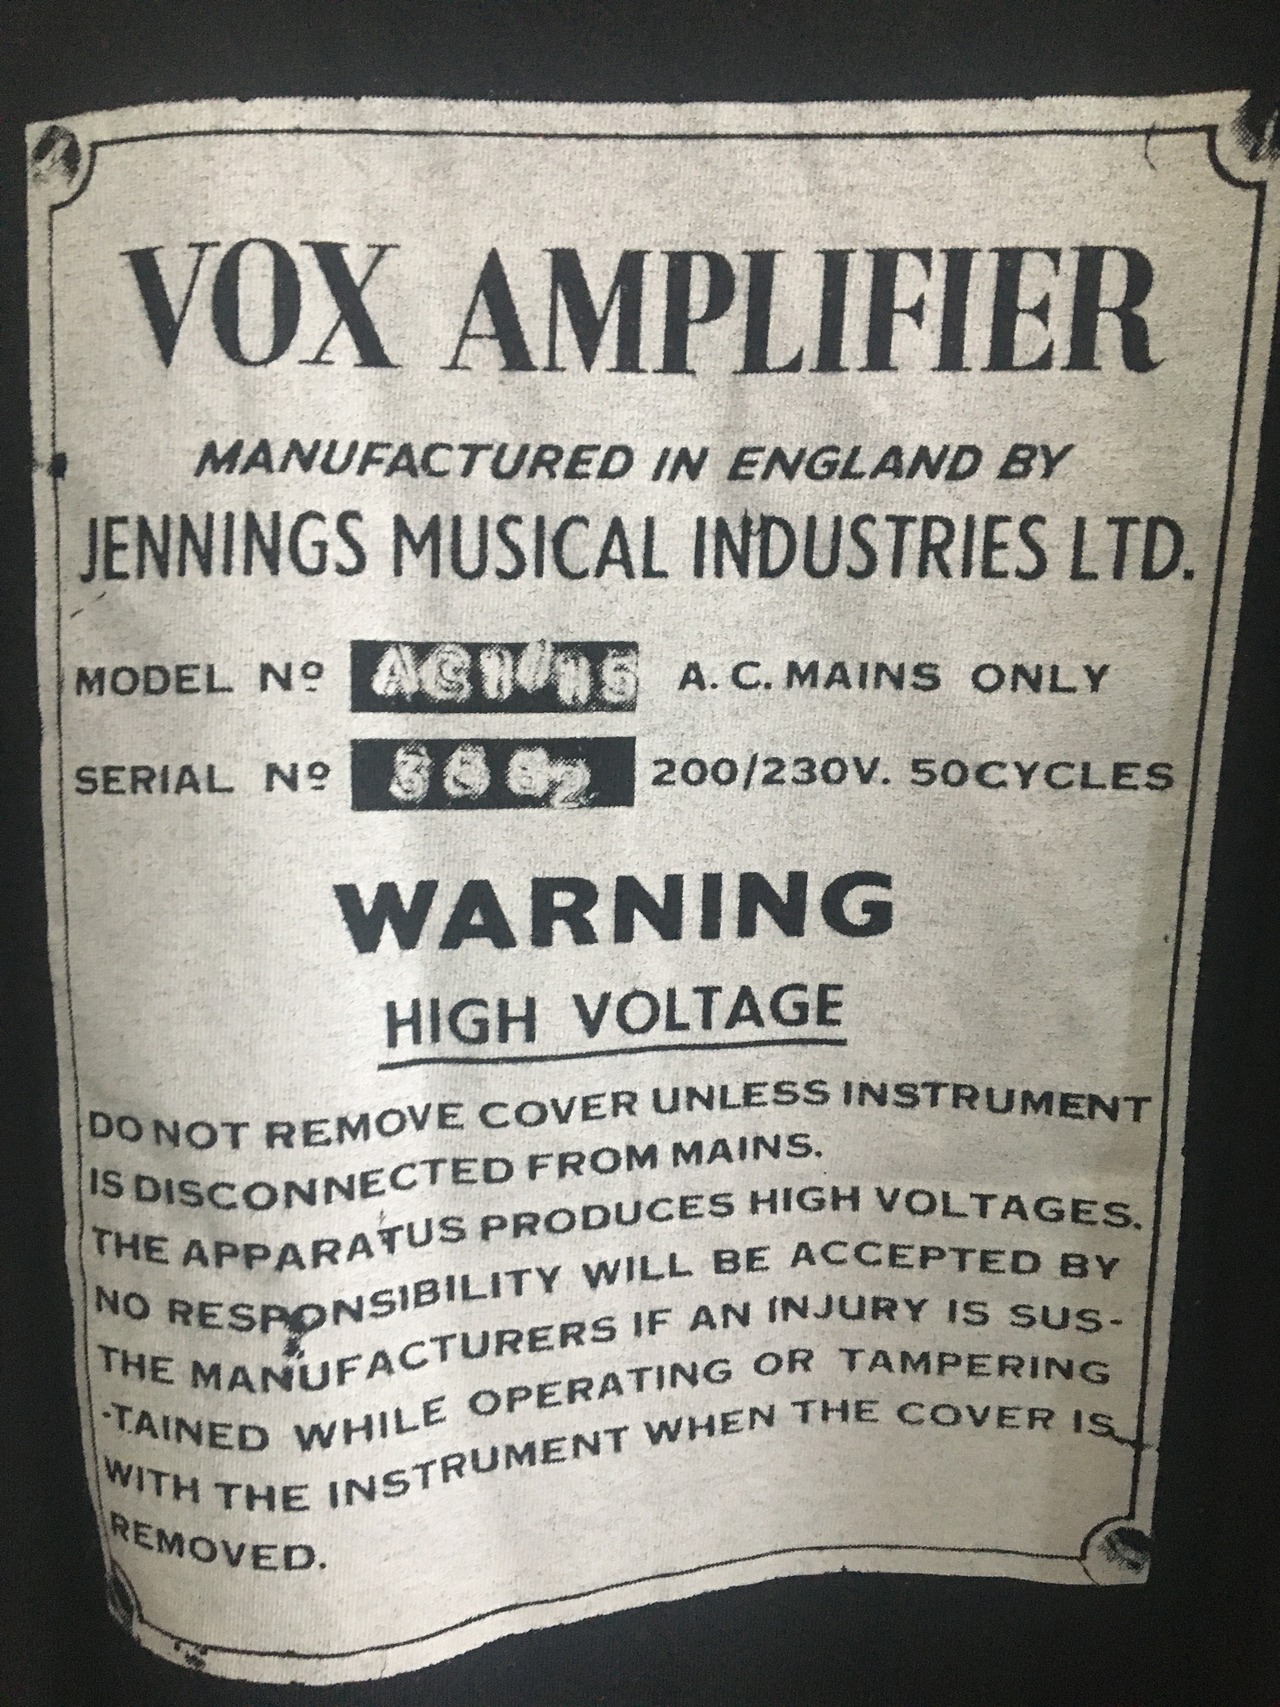 VOX AMPLIFIER
MANUFACTURED IN ENGLAND BY
JENNINGS MUSICAL INDUSTRIES LTD.
MODEL Nº A.C. MAINS ONLY
SERIAL Nº 200/230V. 50CYCLES
WARNING
HIGH VOLTAGE
DO NOT REMOVE COVER UNLESS INSTRUMENT
IS DISCONNECTED FROM MAINS.
THE APPARATUS PRODUCES HIGH VOLTAGES.
NO RESPONSIBILITY WILL BE ACCEPTED BY
THE MANUFACTURERS IF AN INJURY IS SUS-
-TAINED WHILE OPERATING OR TAMPERING
WITH THE INSTRUMENT WHEN THE COVER IS
REMOVED.